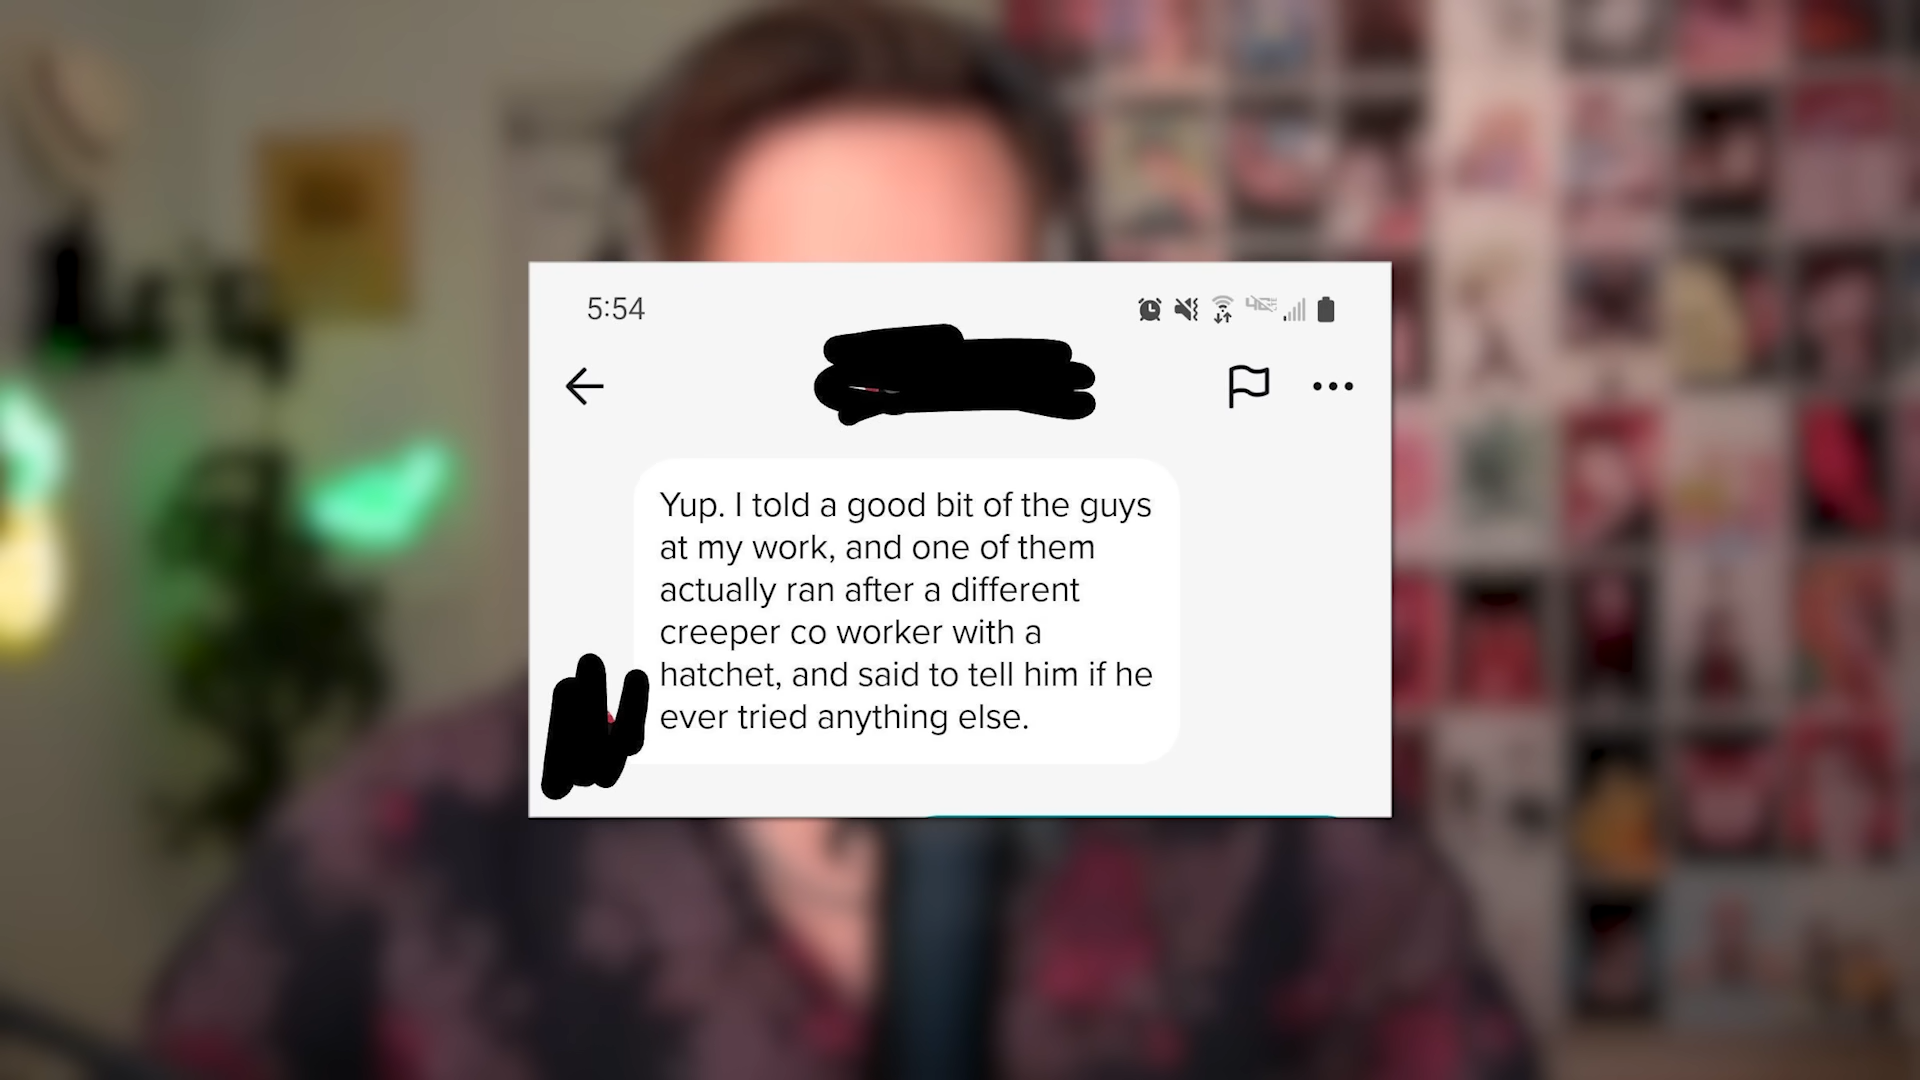 5:54
Yup. I told a good bit of the guys
at my work, and one of them
actually ran after a different
creeper co worker with a
hatchet, and said to tell him if he
ever tried anything else.